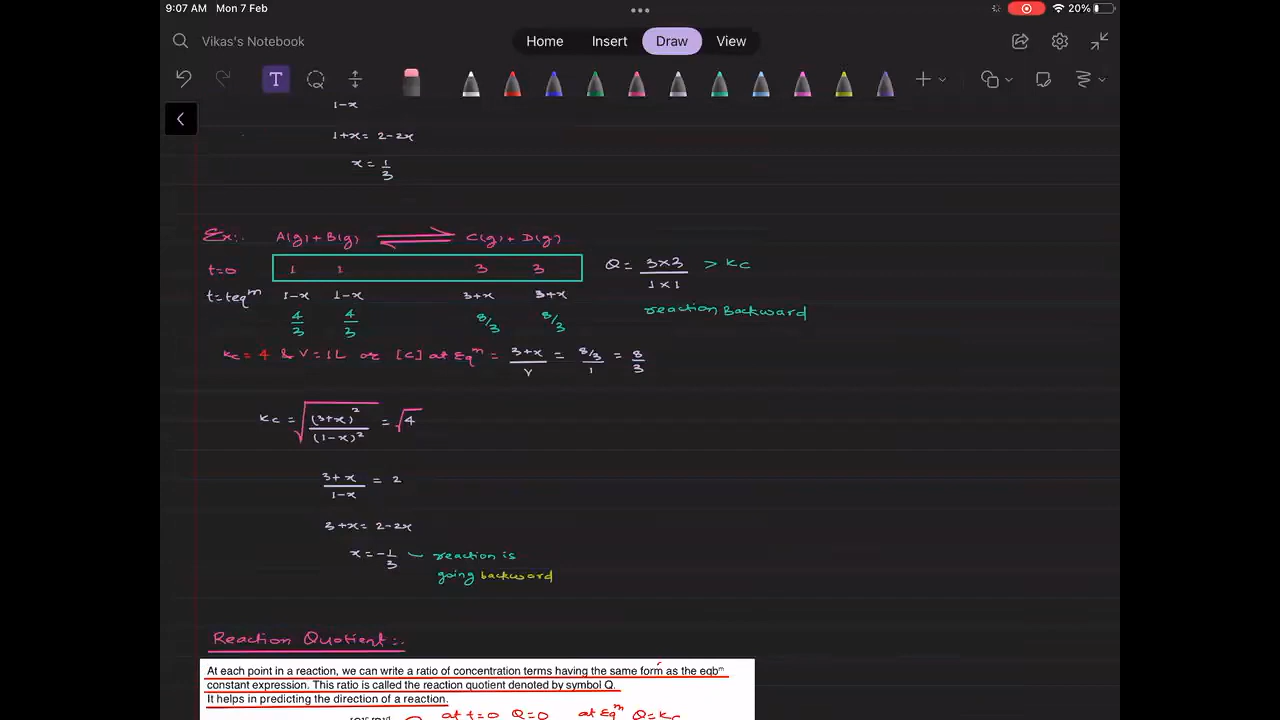 9:07 AM Mon 7 Feb
20%
Vikas's Notebook
Home Insert Draw View
1-x
1+x = 2-2x
x = 1/3
Ex:. A(g) + B(g) ⇌ C(g) + D(g)
t=0 1 1 3 3 Q = 3×3/1×1 > Kc
t=teqm 1-x 1-x 3+x 3+x
4/3 4/3 8/3 8/3 reaction Backward
Kc = 4 & V = 1L or [C] at Eqm = 3+x/V = 8/3/1 = 8/3
Kc = √(3+x)²/(1-x)² = √4
3+x/1-x = 2
3+x = 2-2x
x = -1/3 reaction is
going backward
Reaction Quotient:.
At each point in a reaction, we can write a ratio of concentration terms having the same form as the eqbm
constant expression. This ratio is called the reaction quotient denoted by symbol Q.
It helps in predicting the direction of a reaction.
at t=0 Q=0 at Eqm Q=Kc